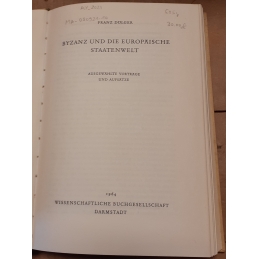 FRANZ DÖLGER
BYZANZ UND DIE EUROPÄISCHE
STAATENWELT
AUSGEWÄHLTE VORTRÄGE
UND AUFSÄTZE
1964
WISSENSCHAFTLICHE BUCHGESELLSCHAFT
DARMSTADT